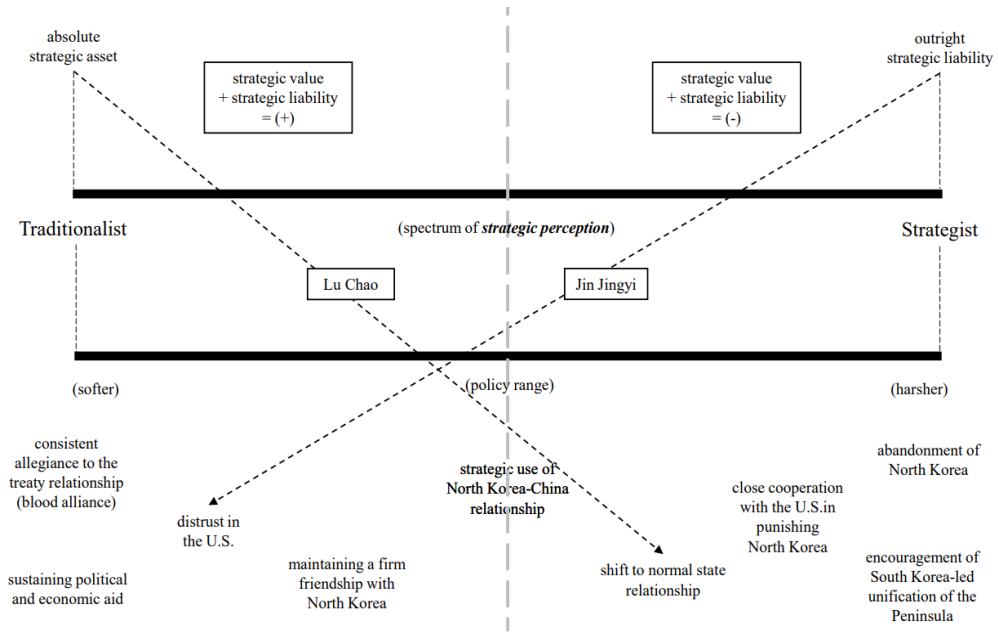 absolute
strategic asset
outright
strategic liability
strategic value
+ strategic liability
= (+)
strategic value
+ strategic liability
= (-)
Traditionalist
(spectrum of strategic perception)
Strategist
Lu Chao
Jin Jingyi
(softer)
(policy range)
(harsher)
consistent
allegiance to the
treaty relationship
(blood alliance)
distrust in
the U.S.
sustaining political
and economic aid
maintaining a firm
friendship with
North Korea
strategic use of
North Korea-China
relationship
shift to normal state
relationship
close cooperation
with the U.S.in
punishing
North Korea
abandonment of
North Korea
encouragement of
South Korea-led
unification of the
Peninsula